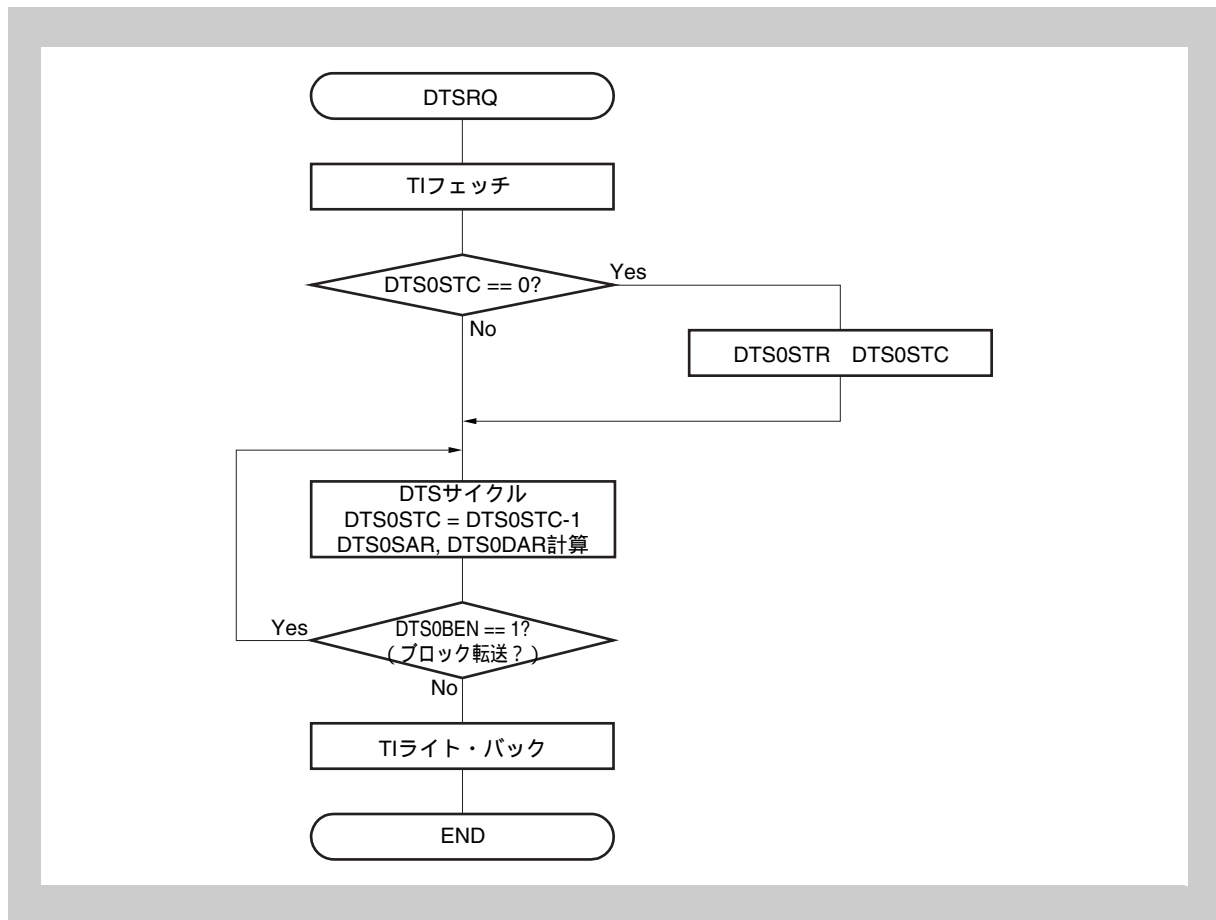 DTSRQ
TIフェッチ
DTS0STC == 0?
Yes
No
DTS0STR DTS0STC
DTSサイクル
DTS0STC = DTS0STC-1
DTS0SAR, DTS0DAR計算
Yes
DTS0BEN == 1?
(ブロック転送?)
No
TIライト・バック
END